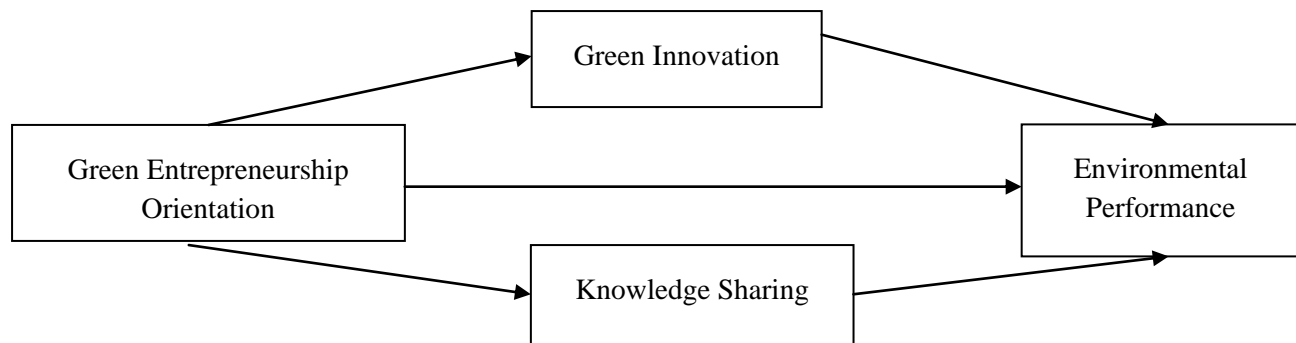 Green Innovation
Green Entrepreneurship
Orientation
Environmental
Performance
Knowledge Sharing